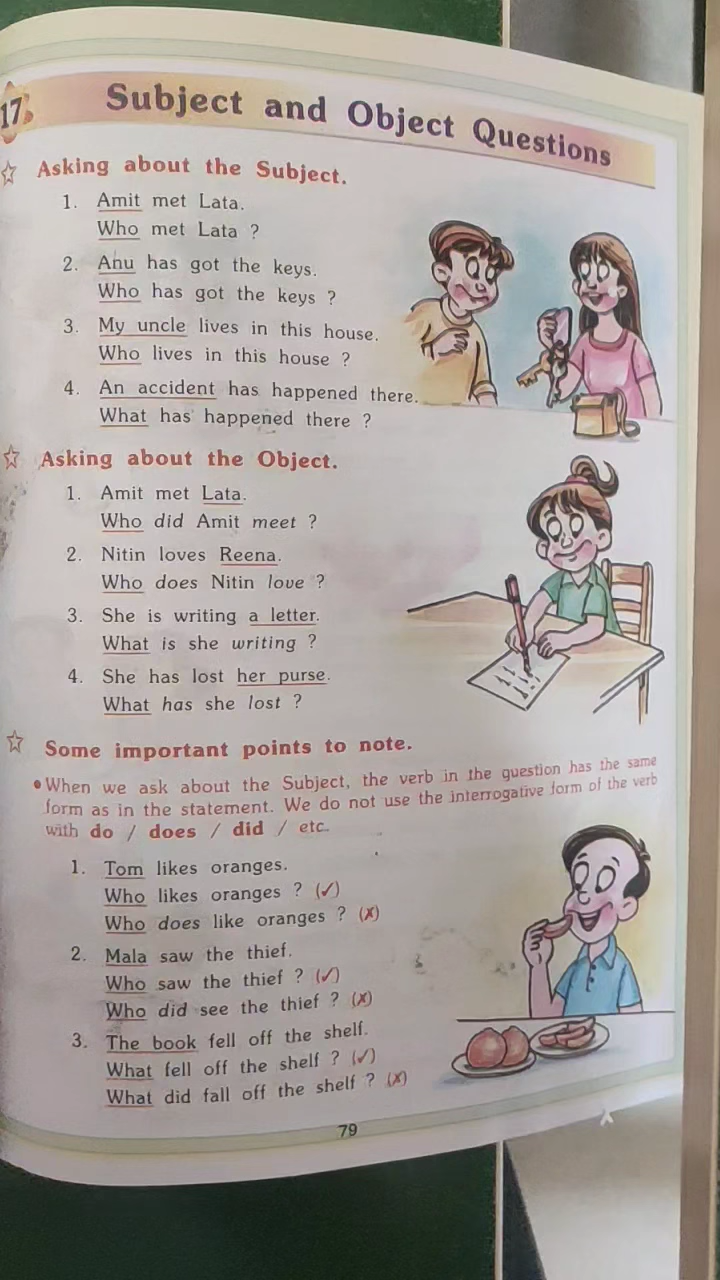 17.
Subject and Object Questions
☆ Asking about the Subject.
1. Amit met Lata.
Who met Lata ?
2. Anu has got the keys.
Who has got the keys ?
3. My uncle lives in this house.
Who lives in this house ?
4. An accident has happened there.
What has happened there ?
☆ Asking about the Object.
1. Amit met Lata.
Who did Amit meet ?
2. Nitin loves Reena.
Who does Nitin love ?
3. She is writing a letter.
What is she writing ?
4. She has lost her purse.
What has she lost ?
☆ Some important points to note.
•When we ask about the Subject, the verb in the question has the same
form as in the statement. We do not use the interrogative form of the verb
with do / does / did / etc.
1. Tom likes oranges.
Who likes oranges ? (✓)
Who does like oranges ? (✗)
2. Mala saw the thief.
Who saw the thief ? (✓)
Who did see the thief ? (✗)
3. The book fell off the shelf.
What fell off the shelf ? (✓)
What did fall off the shelf ? (✗)
79